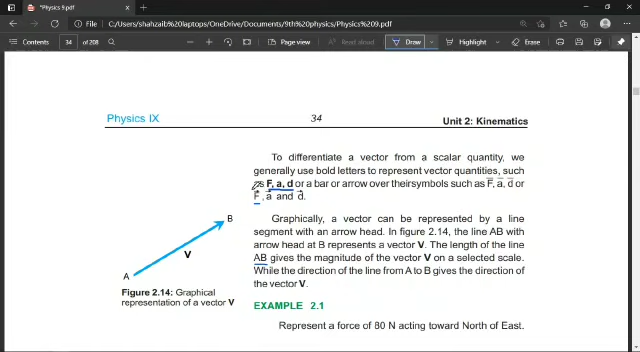 *Physics 9.pdf
File
C:/Users/shahzaib%20laptops/OneDrive/Documents/9th%20physics/Physics%209.pdf
Contents
34
of 208
Page view
Read aloud
Draw
Highlight
Erase
Physics IX
34
Unit 2: Kinematics
To differentiate a vector from a scalar quantity, we
generally use bold letters to represent vector quantities, such
as F, a, d or a bar or arrow over theirsymbols such as F̅, a̅, d̅ or
F⃗, a⃗ and d⃗.
Graphically, a vector can be represented by a line
segment with an arrow head. In figure 2.14, the line AB with
arrow head at B represents a vector V. The length of the line
AB gives the magnitude of the vector V on a selected scale.
While the direction of the line from A to B gives the direction of
the vector V.
B
V
A
Figure 2.14: Graphical
representation of a vector V
EXAMPLE 2.1
Represent a force of 80 N acting toward North of East.